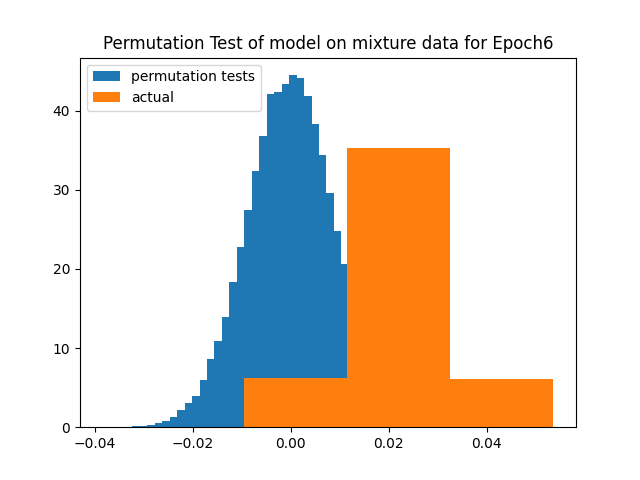 Permutation Test of model on mixture data for Epoch6
permutation tests
actual
40
30
20
10
0
−0.04 −0.02 0.00 0.02 0.04